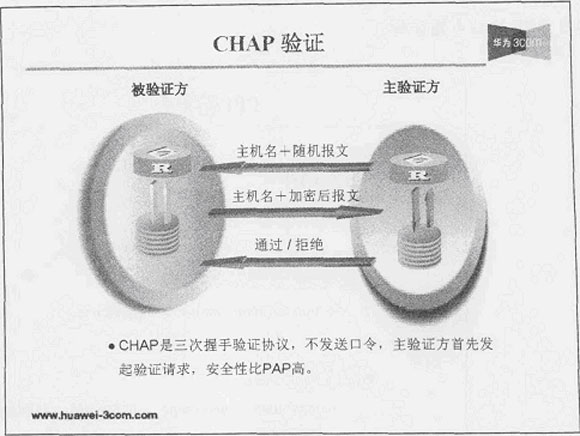 CHAP 验证
华为 3com
被验证方
主验证方
主机名＋随机报文
R
R
主机名＋加密后报文
通过 / 拒绝
● CHAP是三次握手验证协议，不发送口令，主验证方首先发
起验证请求，安全性比PAP高。
www.huawei-3com.com